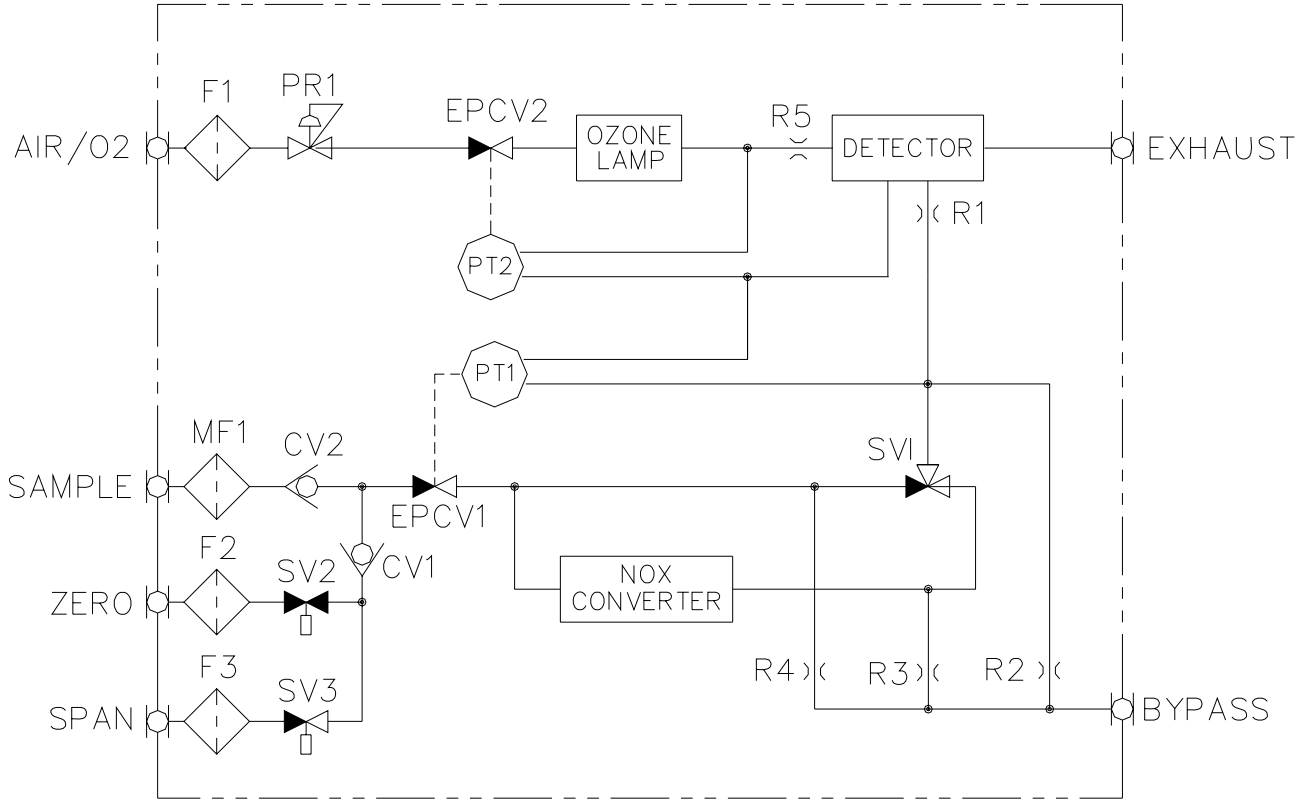 PR1
F1
EPCV2
R5
AIR/O2
OZONE
LAMP
DETECTOR
EXHAUST
R1
PT2
PT1
MF1
CV2
SV1
SAMPLE
EPCV1
F2
SV2
CV1
NOX
CONVERTER
ZERO
F3
SV3
R4
R3
R2
SPAN
BYPASS